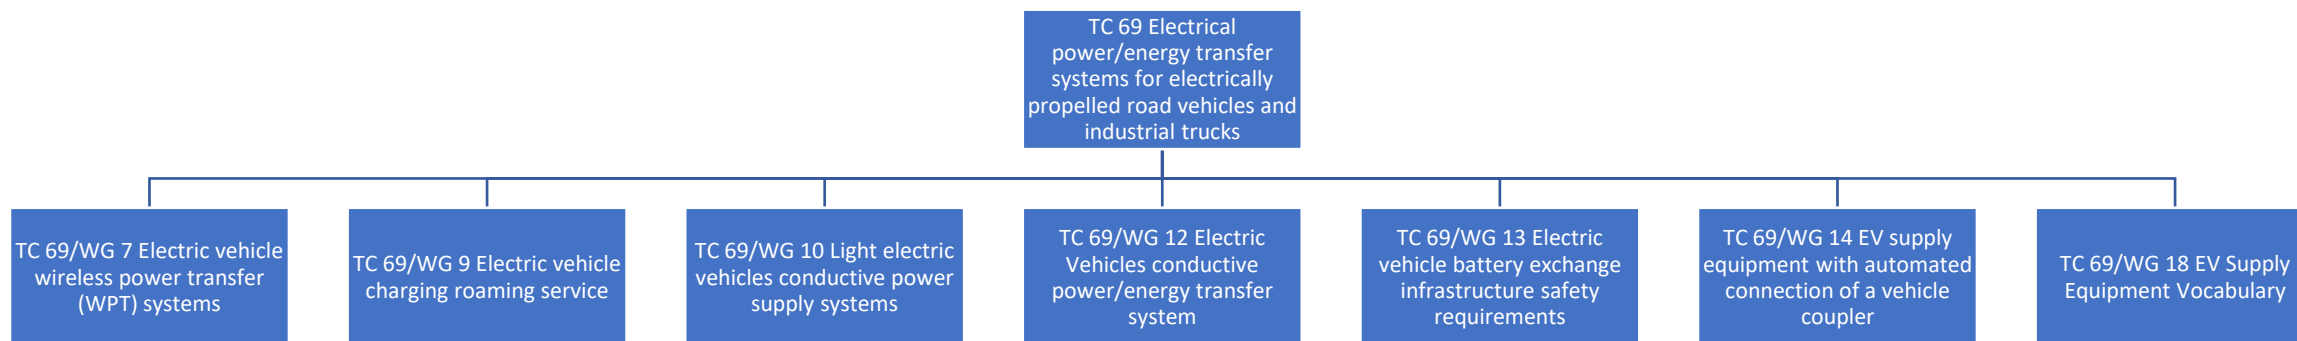 TC 69 Electrical
power/energy transfer
systems for electrically
propelled road vehicles and
industrial trucks
TC 69/WG 7 Electric vehicle
wireless power transfer
(WPT) systems
TC 69/WG 9 Electric vehicle
charging roaming service
TC 69/WG 10 Light electric
vehicles conductive power
supply systems
TC 69/WG 12 Electric
Vehicles conductive
power/energy transfer
system
TC 69/WG 13 Electric
vehicle battery exchange
infrastructure safety
requirements
TC 69/WG 14 EV supply
equipment with automated
connection of a vehicle
coupler
TC 69/WG 18 EV Supply
Equipment Vocabulary